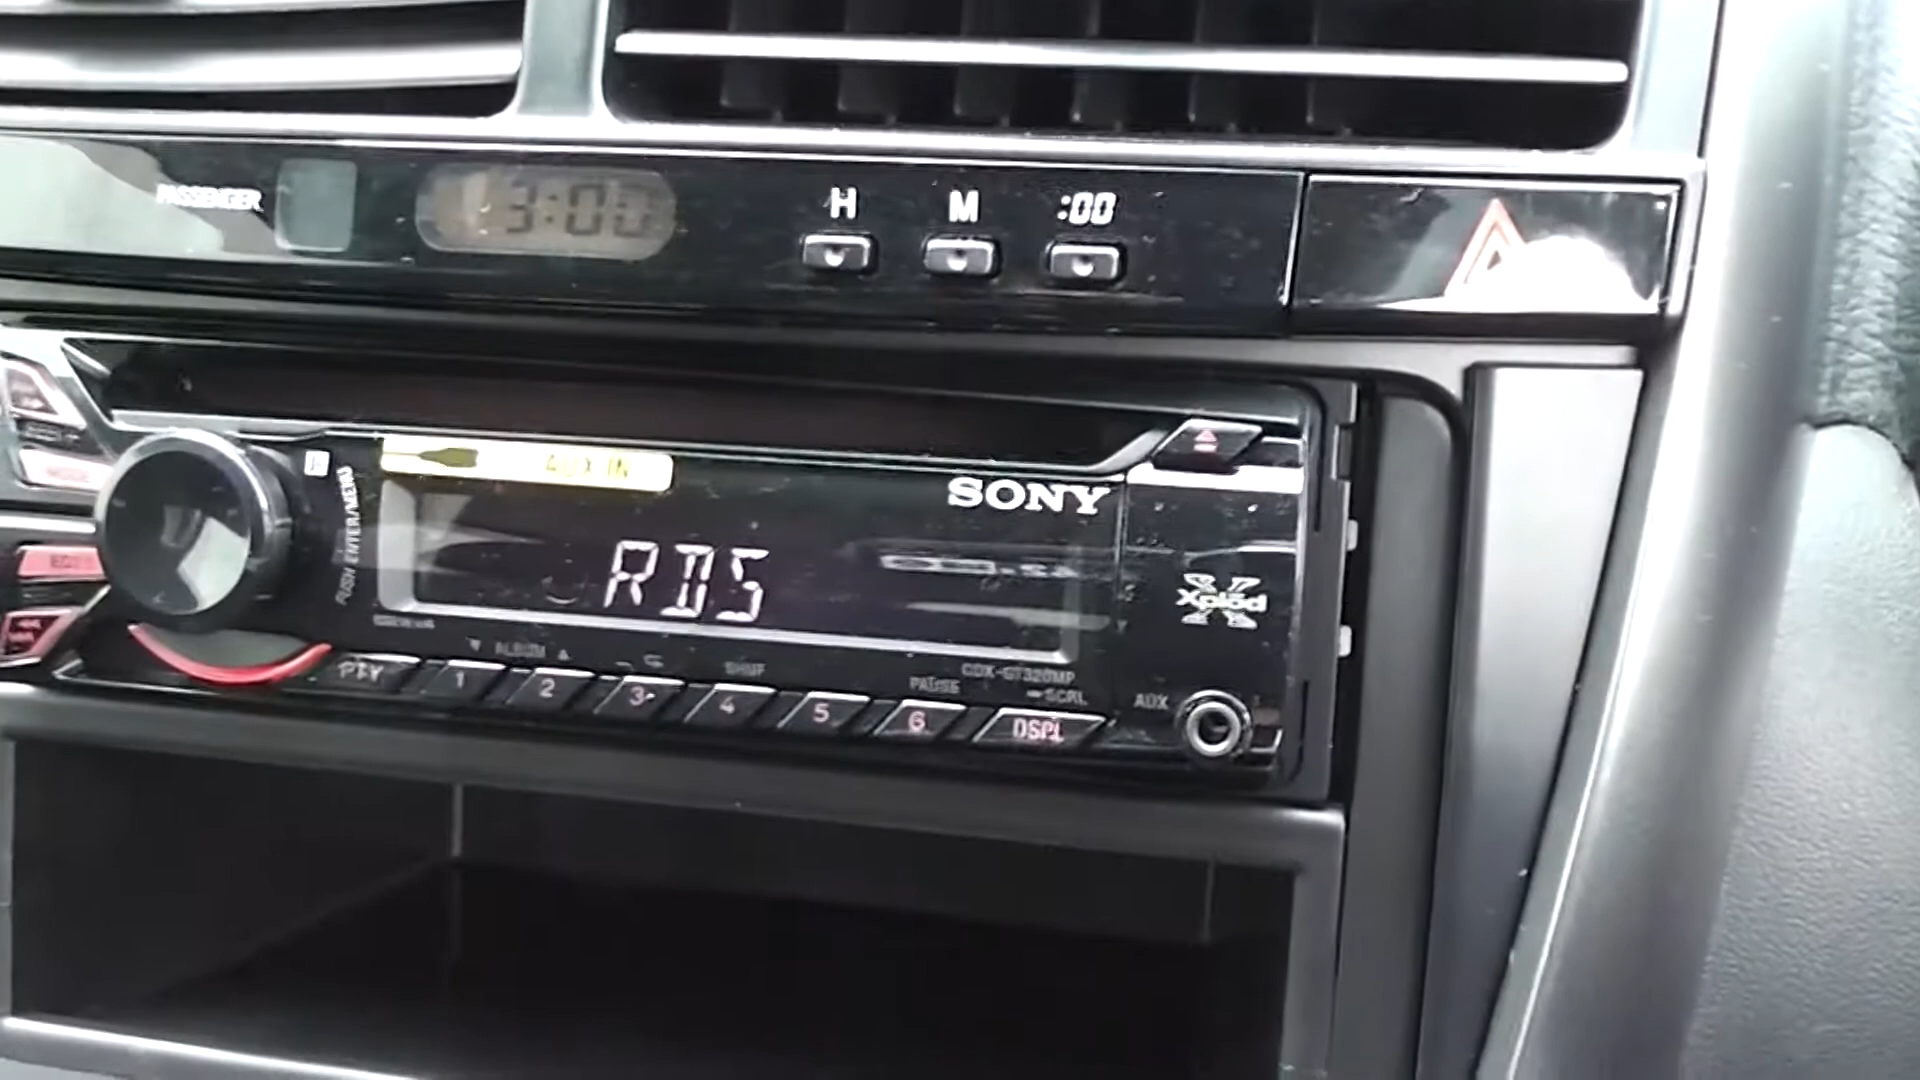 PASSENGER
3:00
H M :00
AUX IN
SONY
PUSH ENTER/MENU
RDS
Xplod
ALBUM
SHUF
PAUSE
CDX-GT320MP
SCRL
AUX
PTY 1 2 3 4 5 6 DSPL